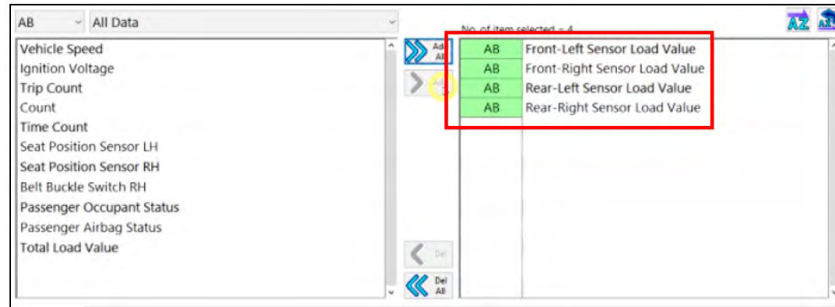 AB All Data
No. of item selected = 4
AZ
Vehicle Speed
Ignition Voltage
Trip Count
Count
Time Count
Seat Position Sensor LH
Seat Position Sensor RH
Belt Buckle Switch RH
Passenger Occupant Status
Passenger Airbag Status
Total Load Value
Add All
Del
Del All
AB Front-Left Sensor Load Value
AB Front-Right Sensor Load Value
AB Rear-Left Sensor Load Value
AB Rear-Right Sensor Load Value